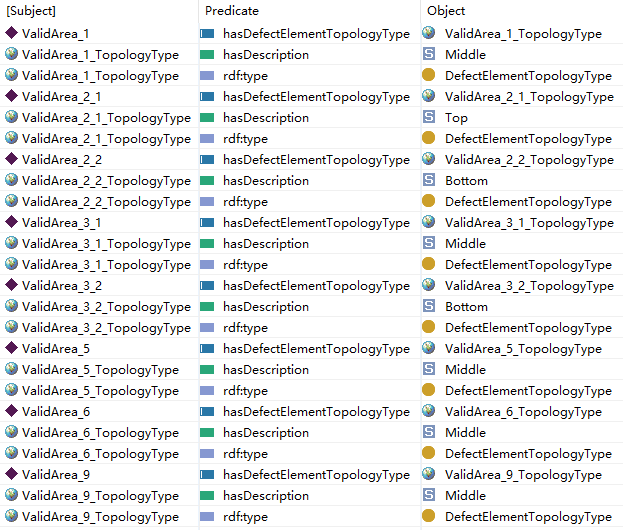 [Subject] Predicate Object
ValidArea_1 hasDefectElementTopologyType ValidArea_1_TopologyType
ValidArea_1_TopologyType hasDescription Middle
ValidArea_1_TopologyType rdf:type DefectElementTopologyType
ValidArea_2_1 hasDefectElementTopologyType ValidArea_2_1_TopologyType
ValidArea_2_1_TopologyType hasDescription Top
ValidArea_2_1_TopologyType rdf:type DefectElementTopologyType
ValidArea_2_2 hasDefectElementTopologyType ValidArea_2_2_TopologyType
ValidArea_2_2_TopologyType hasDescription Bottom
ValidArea_2_2_TopologyType rdf:type DefectElementTopologyType
ValidArea_3_1 hasDefectElementTopologyType ValidArea_3_1_TopologyType
ValidArea_3_1_TopologyType hasDescription Middle
ValidArea_3_1_TopologyType rdf:type DefectElementTopologyType
ValidArea_3_2 hasDefectElementTopologyType ValidArea_3_2_TopologyType
ValidArea_3_2_TopologyType hasDescription Bottom
ValidArea_3_2_TopologyType rdf:type DefectElementTopologyType
ValidArea_5 hasDefectElementTopologyType ValidArea_5_TopologyType
ValidArea_5_TopologyType hasDescription Middle
ValidArea_5_TopologyType rdf:type DefectElementTopologyType
ValidArea_6 hasDefectElementTopologyType ValidArea_6_TopologyType
ValidArea_6_TopologyType hasDescription Middle
ValidArea_6_TopologyType rdf:type DefectElementTopologyType
ValidArea_9 hasDefectElementTopologyType ValidArea_9_TopologyType
ValidArea_9_TopologyType hasDescription Middle
ValidArea_9_TopologyType rdf:type DefectElementTopologyType